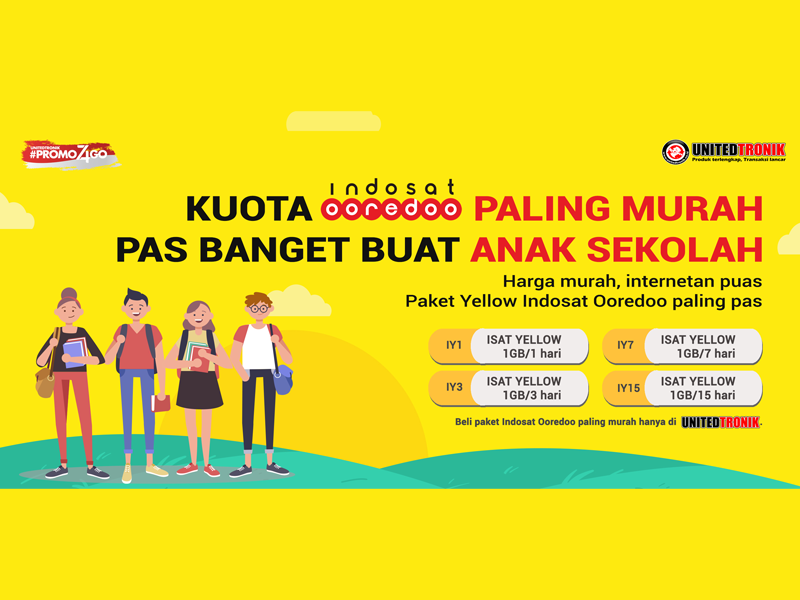 UNITEDTRONIK
#PROMO74GO
UNITEDTRONIK
Produk terlengkap, Transaksi lancar
KUOTA indosat ooredoo PALING MURAH
PAS BANGET BUAT ANAK SEKOLAH
Harga murah, internetan puas
Paket Yellow Indosat Ooredoo paling pas
IY1 ISAT YELLOW
1GB/1 hari
IY7 ISAT YELLOW
1GB/7 hari
IY3 ISAT YELLOW
1GB/3 hari
IY15 ISAT YELLOW
1GB/15 hari
Beli paket Indosat Ooredoo paling murah hanya di UNITEDTRONIK.